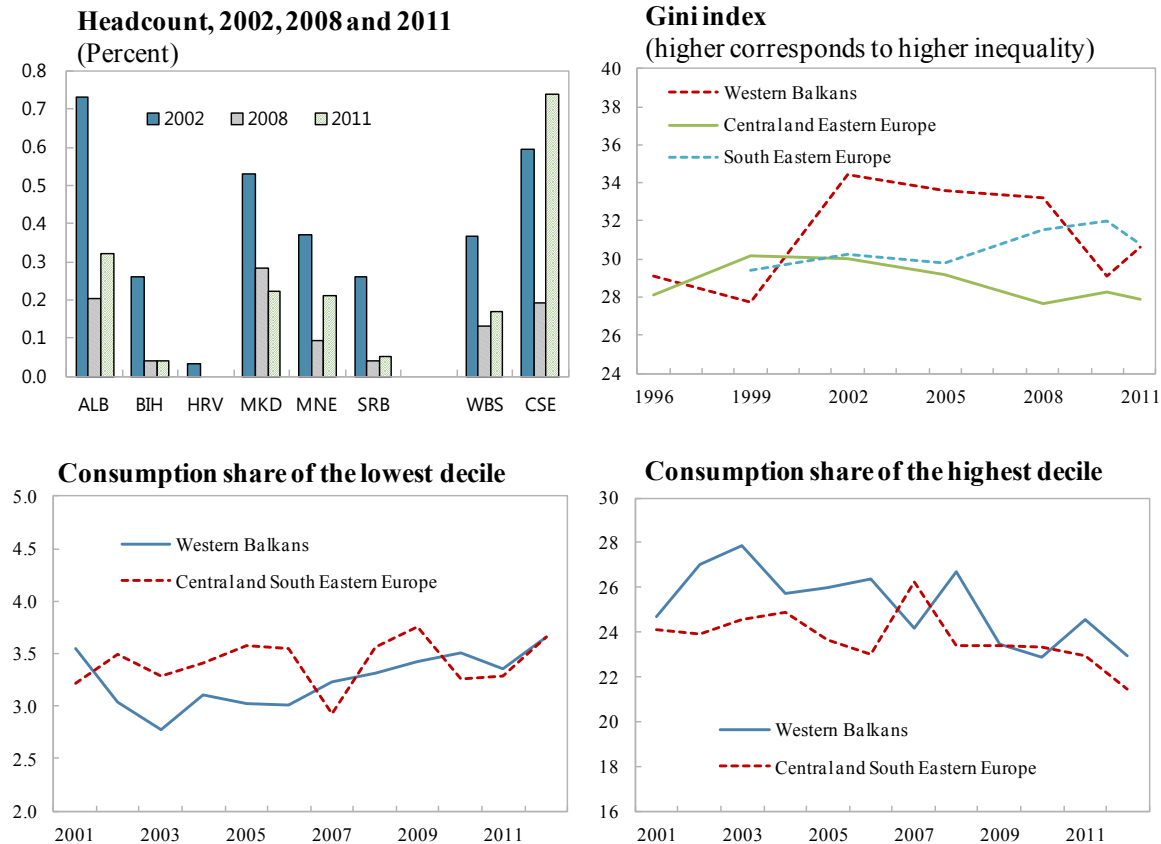 Headcount, 2002, 2008 and 2011
(Percent)
0.8
0.7
0.6
0.5
0.4
0.3
0.2
0.1
0.0
2002 2008 2011
ALB BIH HRV MKD MNE SRB WBS CSE
Gini index
(higher corresponds to higher inequality)
40
38
36
34
32
30
28
26
24
Western Balkans
Central and Eastern Europe
South Eastern Europe
1996 1999 2002 2005 2008 2011
Consumption share of the lowest decile
5.0
4.5
4.0
3.5
3.0
2.5
2.0
Western Balkans
Central and South Eastern Europe
2001 2003 2005 2007 2009 2011
Consumption share of the highest decile
30
28
26
24
22
20
18
16
Western Balkans
Central and South Eastern Europe
2001 2003 2005 2007 2009 2011